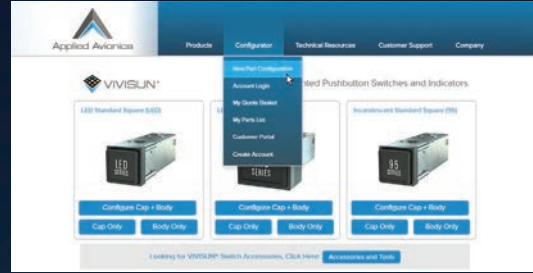 Applied Avionics
Products Configurator Technical Resources Customer Support Company
New Part Configuration
Account Login
My Quote Basket
My Parts List
Customer Portal
Create Account
VIVISUN® nted Pushbutton Switches and Indicators
LED Standard Square (LED) Incandescent Standard Square (95)
LED
SERIES
SERIES
95
SERIES
Configure Cap + Body Configure Cap + Body Configure Cap + Body
Cap Only Body Only Cap Only Body Only Cap Only Body Only
Looking for VIVISUN® Switch Accessories, Click Here: Accessories and Tools